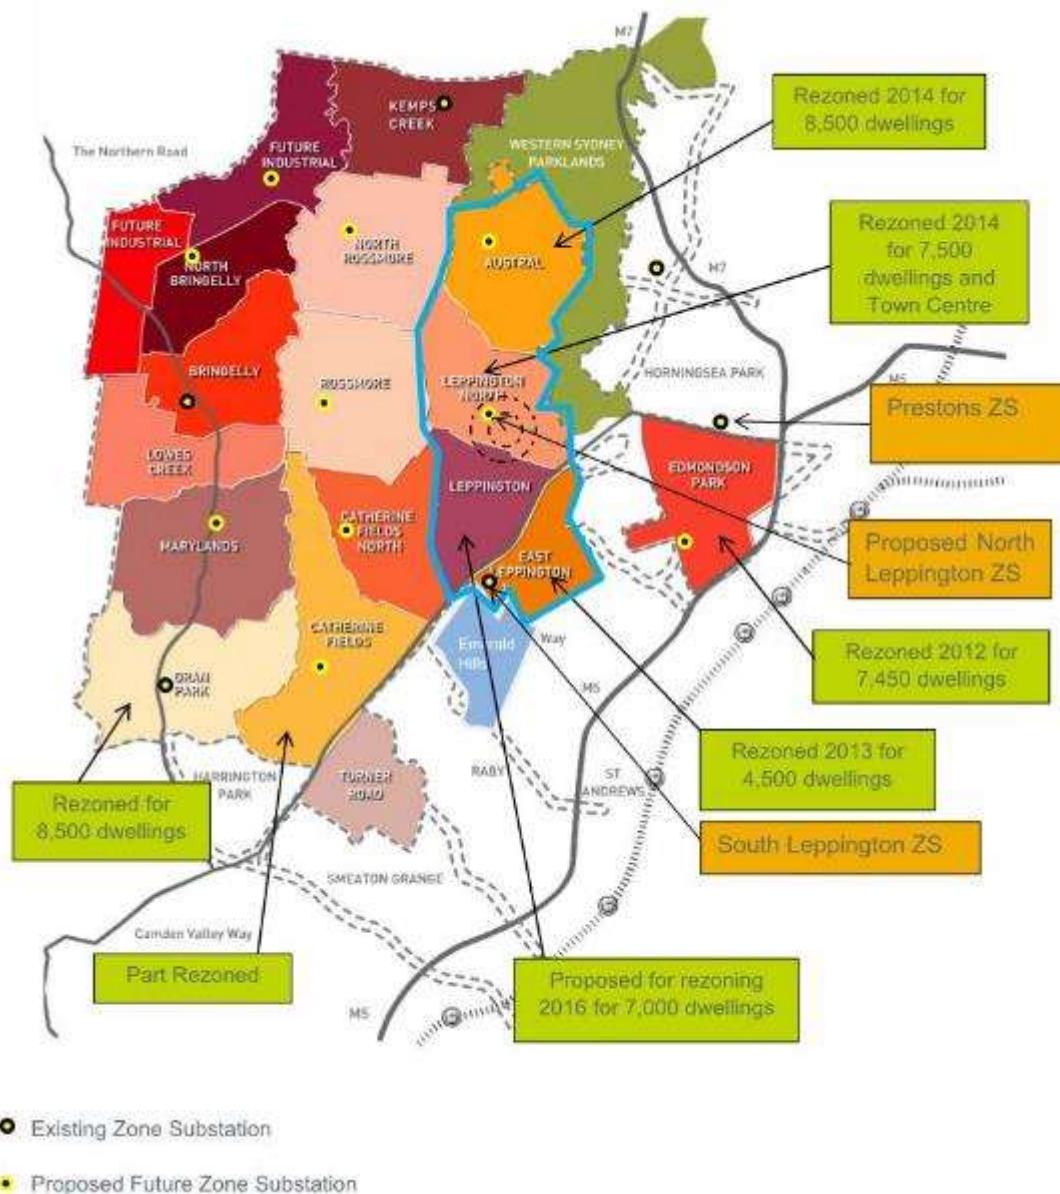 M7
KEMPS
CREEK
Rezoned 2014 for
8,500 dwellings
The Northern Road
FUTURE
INDUSTRIAL
WESTERN SYDNEY
PARKLANDS
FUTURE
INDUSTRIAL
NORTH
BRINGELLY
NORTH
ROSSMORE
AUSTRAL
Rezoned 2014
for 7,500
dwellings and
Town Centre
M7
BRINGELLY
ROSSMORE
LEPPINGTON
NORTH
HORNINGSEA PARK
M5
Prestons ZS
LOWES
CREEK
LEPPINGTON
EDMONDSON
PARK
MARYLANDS
CATHERINE
FIELDS
NORTH
EAST
LEPPINGTON
Proposed North
Leppington ZS
CATHERINE
FIELDS
Emerald
Hills
Way
Rezoned 2012 for
7,450 dwellings
ORAN
PARK
M5
Rezoned 2013 for
4,500 dwellings
HARRINGTON
PARK
TURNER
ROAD
RABY
ST
ANDREWS
Rezoned for
8,500 dwellings
South Leppington ZS
SMEATON GRANGE
Camden Valley Way
Part Rezoned
Proposed for rezoning
2016 for 7,000 dwellings
M5
Existing Zone Substation
Proposed Future Zone Substation